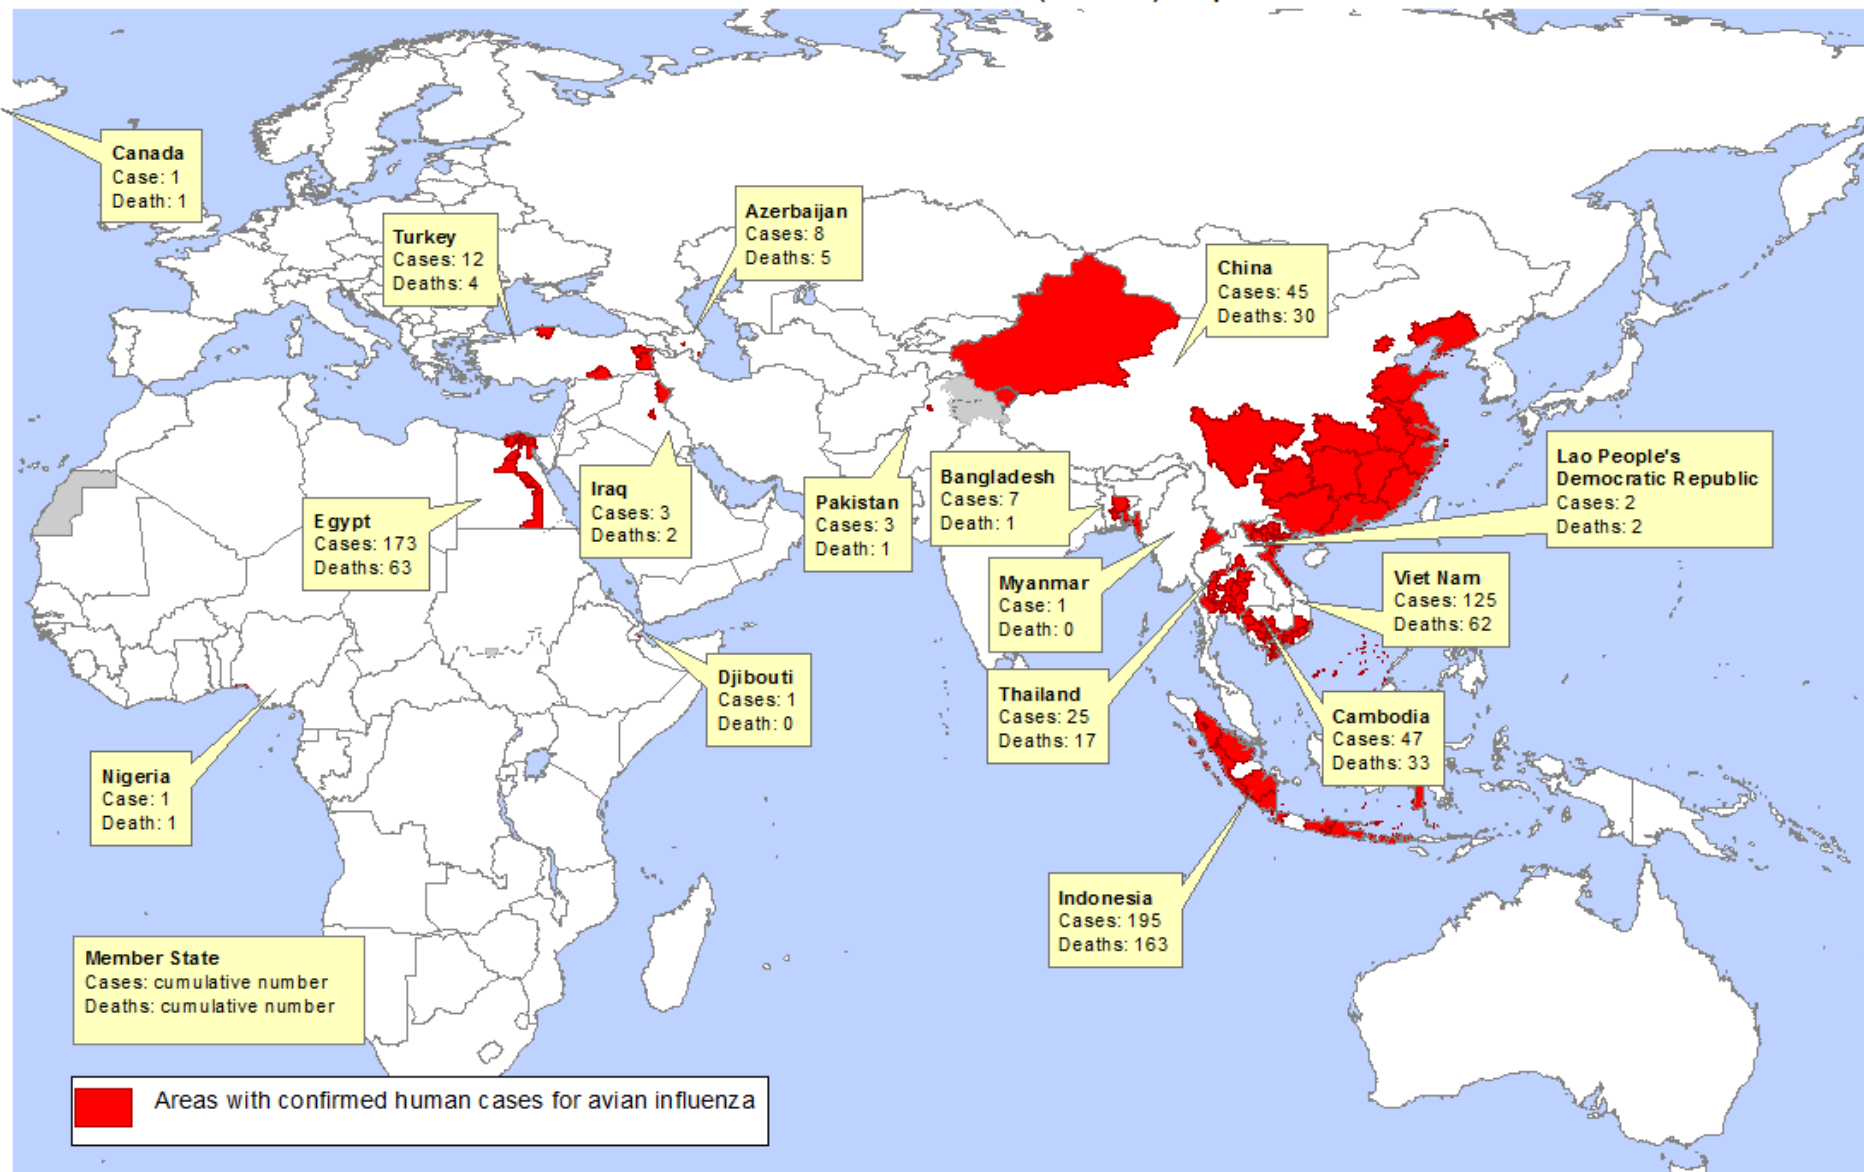 Canada
Case: 1
Death: 1
Turkey
Cases: 12
Deaths: 4
Azerbaijan
Cases: 8
Deaths: 5
China
Cases: 45
Deaths: 30
Egypt
Cases: 173
Deaths: 63
Iraq
Cases: 3
Deaths: 2
Pakistan
Cases: 3
Death: 1
Bangladesh
Cases: 7
Death: 1
Lao People's
Democratic Republic
Cases: 2
Deaths: 2
Myanmar
Case: 1
Death: 0
Viet Nam
Cases: 125
Deaths: 62
Djibouti
Cases: 1
Death: 0
Thailand
Cases: 25
Deaths: 17
Cambodia
Cases: 47
Deaths: 33
Nigeria
Case: 1
Death: 1
Indonesia
Cases: 195
Deaths: 163
Member State
Cases: cumulative number
Deaths: cumulative number
Areas with confirmed human cases for avian influenza